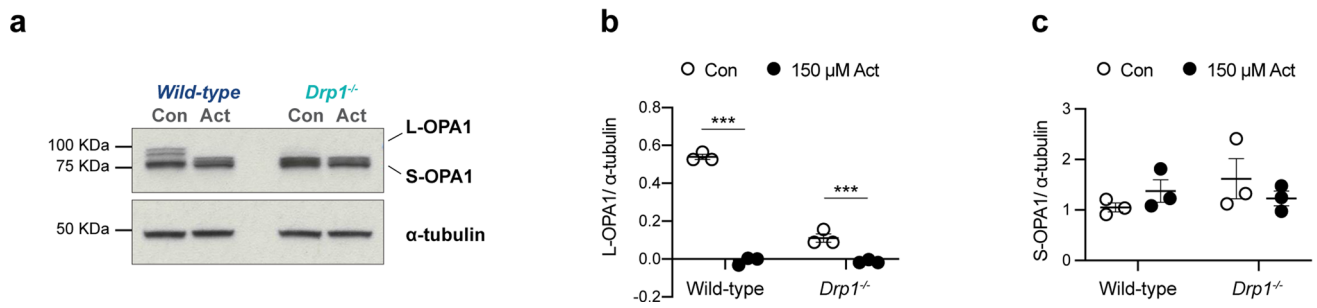 a
Wild-type
Drp1-/-
Con Act Con Act
100 KDa
75 KDa
L-OPA1
S-OPA1
50 KDa
α-tubulin
b
Con 150 μM Act
L-OPA1/ α-tubulin
0.8
0.6
0.4
0.2
0.0
-0.2
***
***
Wild-type Drp1-/-
c
Con 150 μM Act
S-OPA1/ α-tubulin
3
2
1
0
Wild-type Drp1-/-